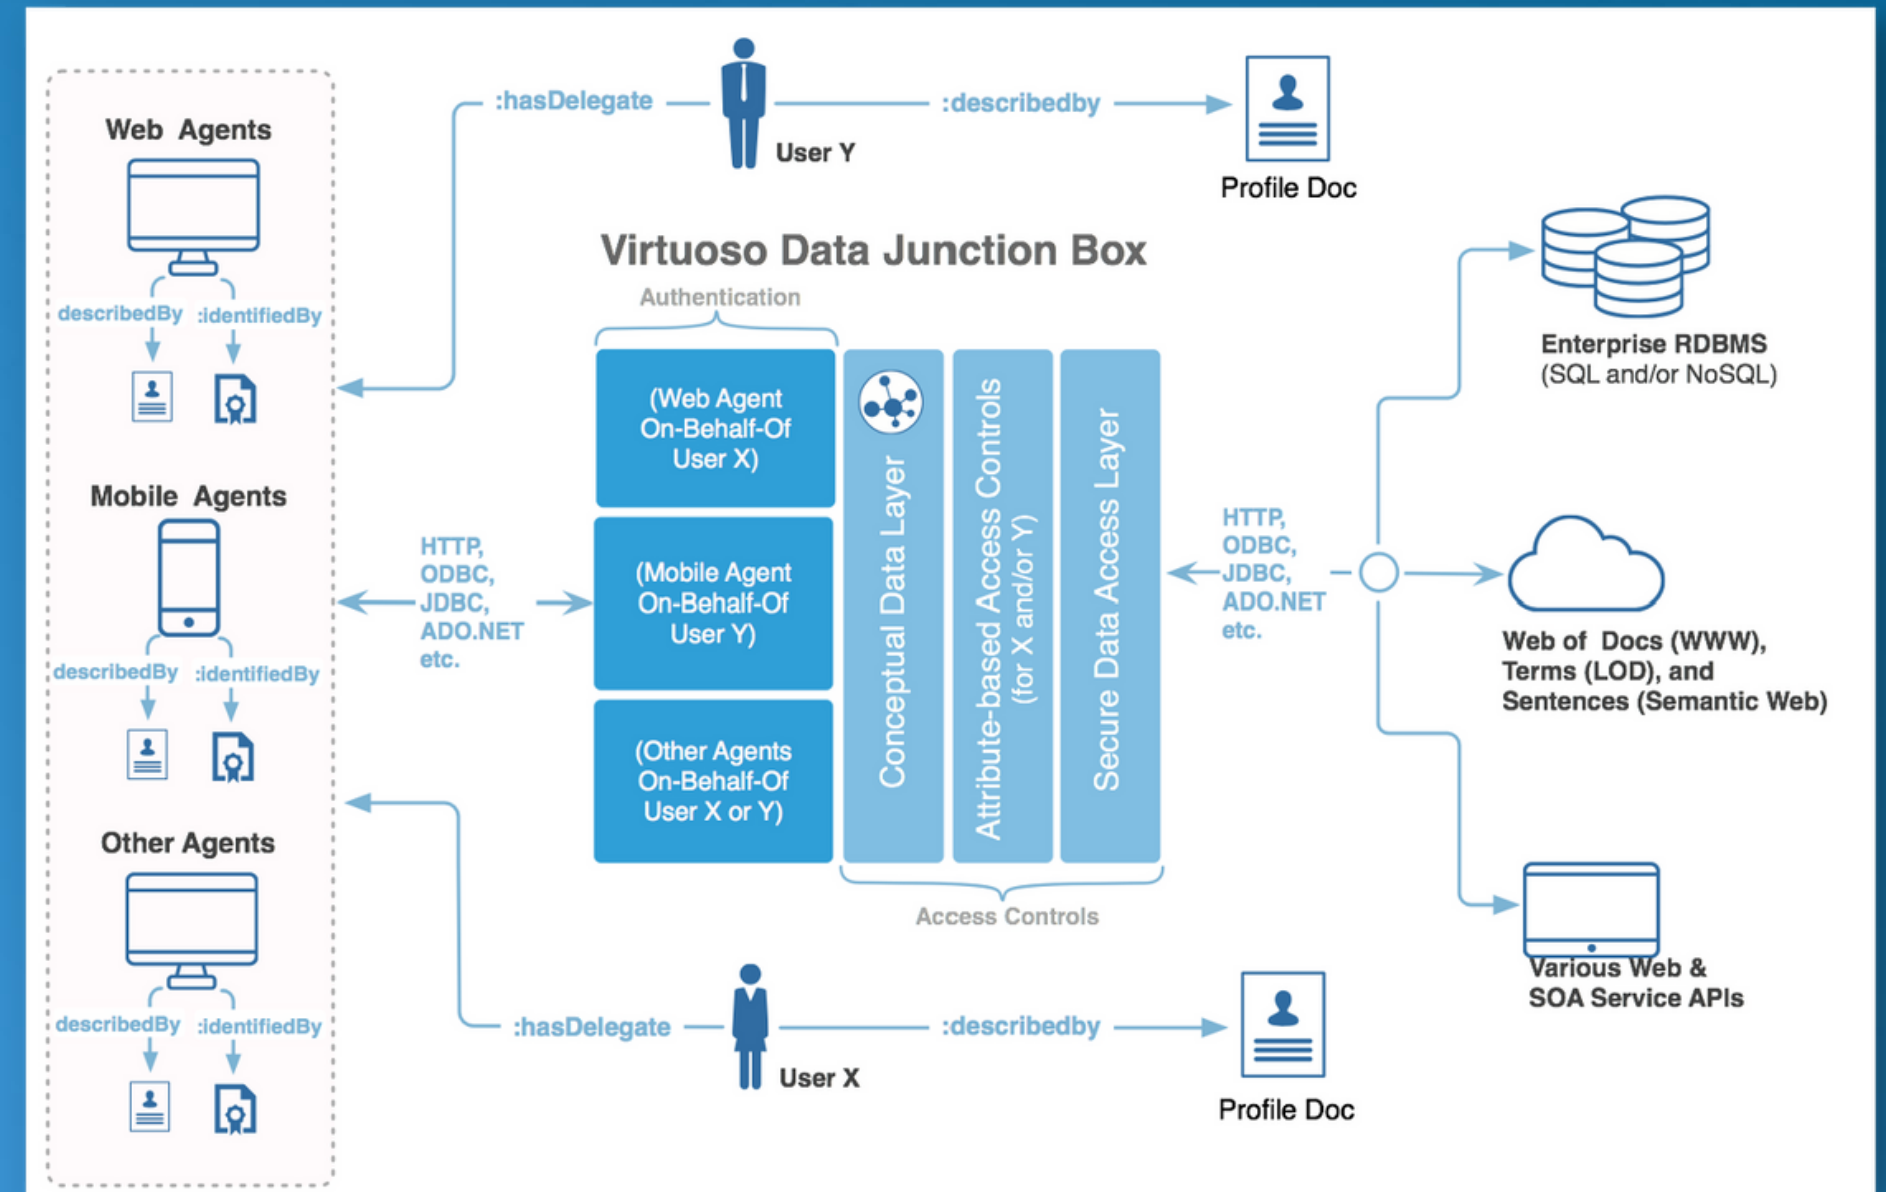 :hasDelegate
:describedby
User Y
Profile Doc
Web Agents
describedBy
:identifiedBy
Mobile Agents
describedBy
:identifiedBy
Other Agents
describedBy
:identifiedBy
HTTP,
ODBC,
JDBC,
ADO.NET
etc.
Virtuoso Data Junction Box
Authentication
(Web Agent
On-Behalf-Of
User X)
(Mobile Agent
On-Behalf-Of
User Y)
(Other Agents
On-Behalf-Of
User X or Y)
Conceptual Data Layer
Attribute-based Access Controls
(for X and/or Y)
Secure Data Access Layer
Access Controls
HTTP,
ODBC,
JDBC,
ADO.NET
etc.
Enterprise RDBMS
(SQL and/or NoSQL)
Web of Docs (WWW),
Terms (LOD), and
Sentences (Semantic Web)
Various Web &
SOA Service APIs
:hasDelegate
:describedby
User X
Profile Doc